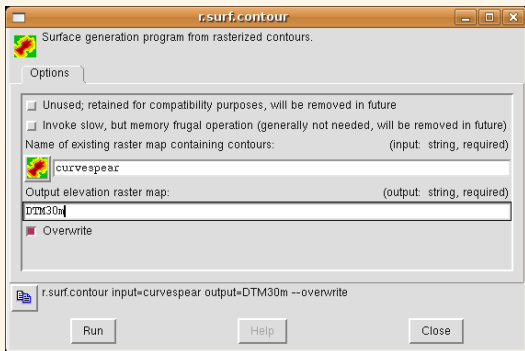 r.surf.contour
Surface generation program from rasterized contours.
Options
Unused; retained for compatibility purposes, will be removed in future
Invoke slow, but memory frugal operation (generally not needed, will be removed in future)
Name of existing raster map containing contours: (input: string, required)
curvespear
Output elevation raster map: (output: string, required)
DTM30m
Overwrite
r.surf.contour input=curvespear output=DTM30m --overwrite
Run Help Close